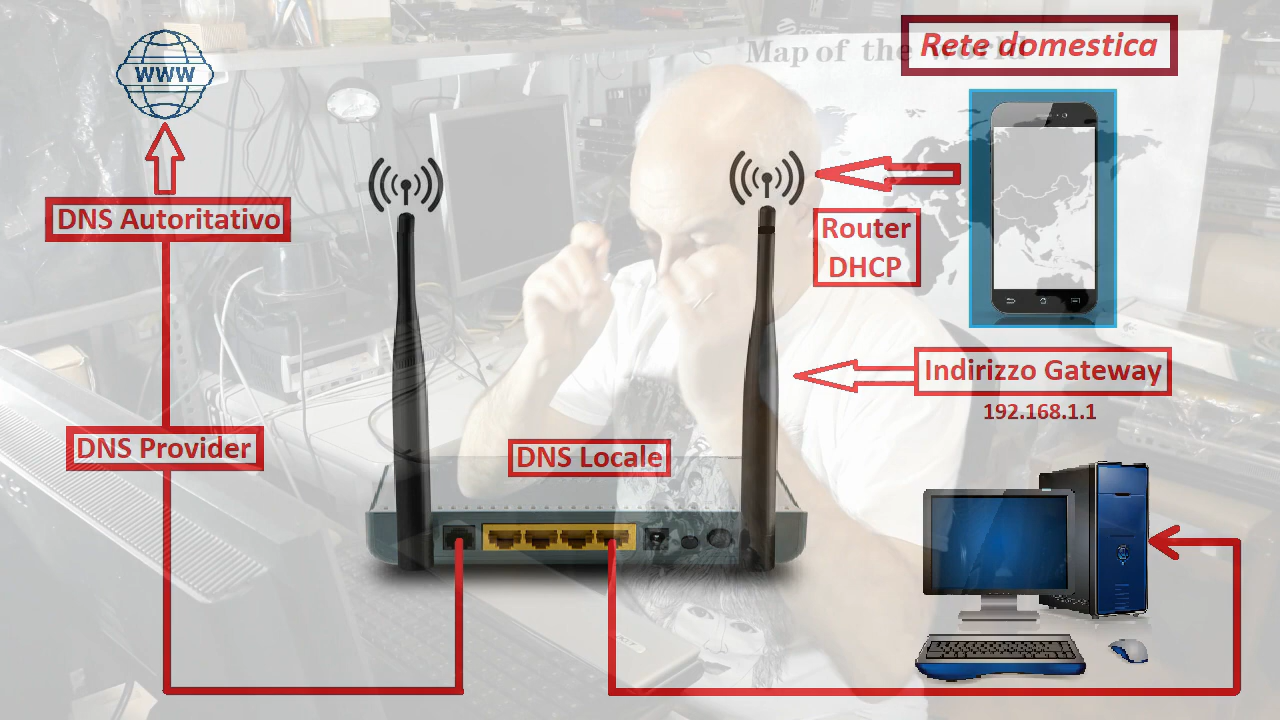 Map of the world
Rete domestica
WWW
DNS Autoritativo
Router
DHCP
Indirizzo Gateway
192.168.1.1
DNS Provider
DNS Locale